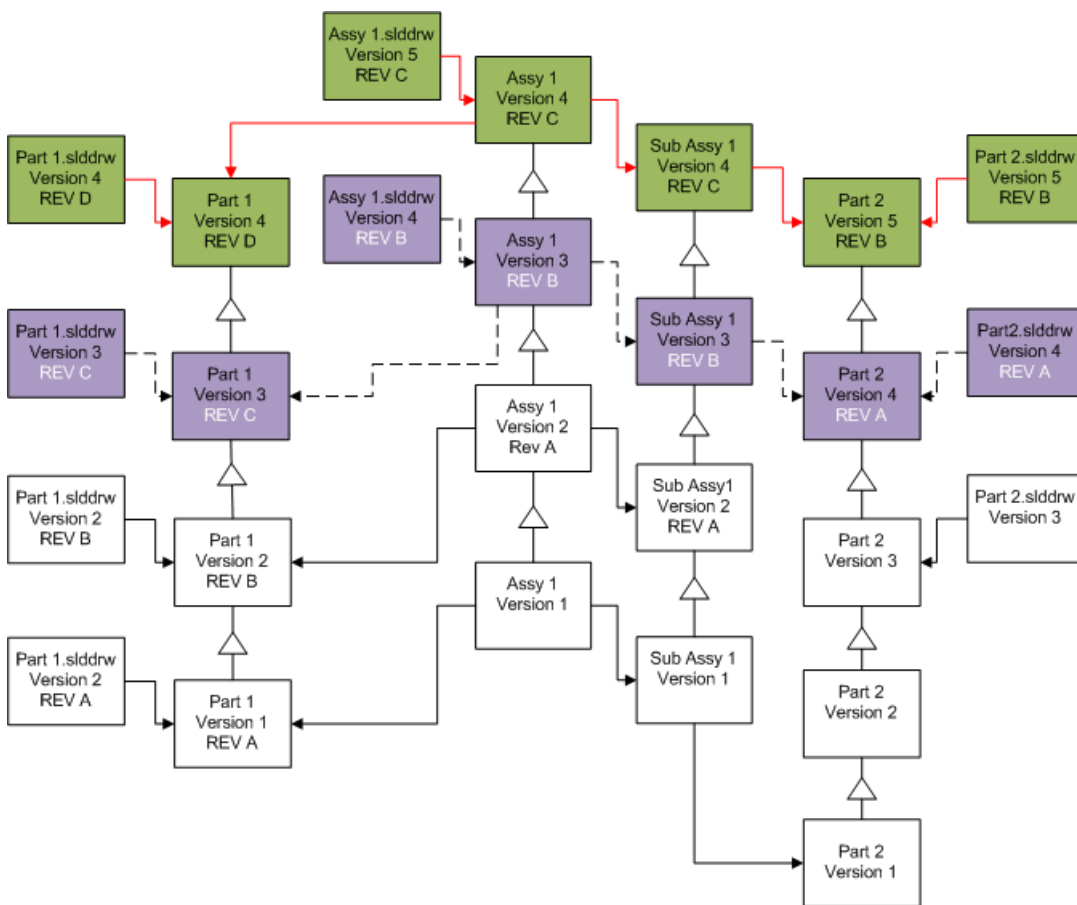 Assy 1.slddrw
Version 5
REV C
Assy 1
Version 4
REV C
Part 1.slddrw
Version 4
REV D
Part 1
Version 4
REV D
Assy 1.slddrw
Version 4
REV B
Sub Assy 1
Version 4
REV C
Part 2
Version 5
REV B
Part 2.slddrw
Version 5
REV B
Assy 1
Version 3
REV B
Part 1.slddrw
Version 3
REV C
Part 1
Version 3
REV C
Sub Assy 1
Version 3
REV B
Part 2
Version 4
REV A
Part2.slddrw
Version 4
REV A
Assy 1
Version 2
Rev A
Part 1.slddrw
Version 2
REV B
Part 1
Version 2
REV B
Sub Assy1
Version 2
REV A
Part 2
Version 3
Part 2.slddrw
Version 3
Assy 1
Version 1
Part 1.slddrw
Version 2
REV A
Part 1
Version 1
REV A
Sub Assy 1
Version 1
Part 2
Version 2
Part 2
Version 1